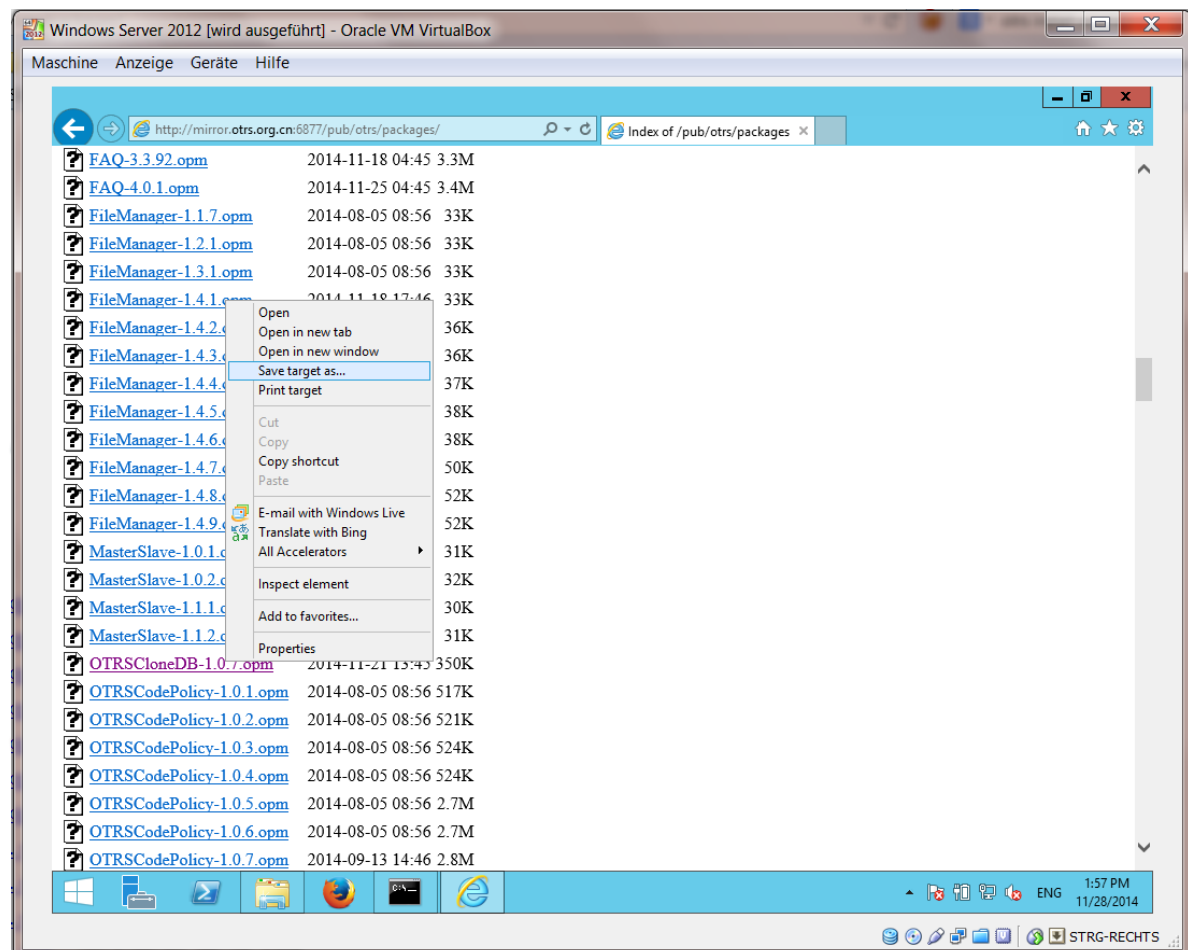 Windows Server 2012 [wird ausgeführt] - Oracle VM VirtualBox
Maschine Anzeige Geräte Hilfe
http://mirror.otrs.org.cn:6877/pub/otrs/packages/ Index of /pub/otrs/packages
FAQ-3.3.92.opm 2014-11-18 04:45 3.3M
FAQ-4.0.1.opm 2014-11-25 04:45 3.4M
FileManager-1.1.7.opm 2014-08-05 08:56 33K
FileManager-1.2.1.opm 2014-08-05 08:56 33K
FileManager-1.3.1.opm 2014-08-05 08:56 33K
FileManager-1.4.1.opm 2014-11-18 17:46 33K
FileManager-1.4.2. 36K
FileManager-1.4.3. 36K
FileManager-1.4.4. 37K
FileManager-1.4.5. 38K
FileManager-1.4.6. 38K
FileManager-1.4.7. 50K
FileManager-1.4.8. 52K
FileManager-1.4.9. 52K
MasterSlave-1.0.1. 31K
MasterSlave-1.0.2. 32K
MasterSlave-1.1.1. 30K
MasterSlave-1.1.2. 31K
OTRSCloneDB-1.0.7.opm 2014-11-21 13:43 350K
OTRSCodePolicy-1.0.1.opm 2014-08-05 08:56 517K
OTRSCodePolicy-1.0.2.opm 2014-08-05 08:56 521K
OTRSCodePolicy-1.0.3.opm 2014-08-05 08:56 524K
OTRSCodePolicy-1.0.4.opm 2014-08-05 08:56 524K
OTRSCodePolicy-1.0.5.opm 2014-08-05 08:56 2.7M
OTRSCodePolicy-1.0.6.opm 2014-08-05 08:56 2.7M
OTRSCodePolicy-1.0.7.opm 2014-09-13 14:46 2.8M
Open
Open in new tab
Open in new window
Save target as...
Print target
Cut
Copy
Copy shortcut
Paste
E-mail with Windows Live
Translate with Bing
All Accelerators
Inspect element
Add to favorites...
Properties
ENG
1:57 PM
11/28/2014
STRG-RECHTS